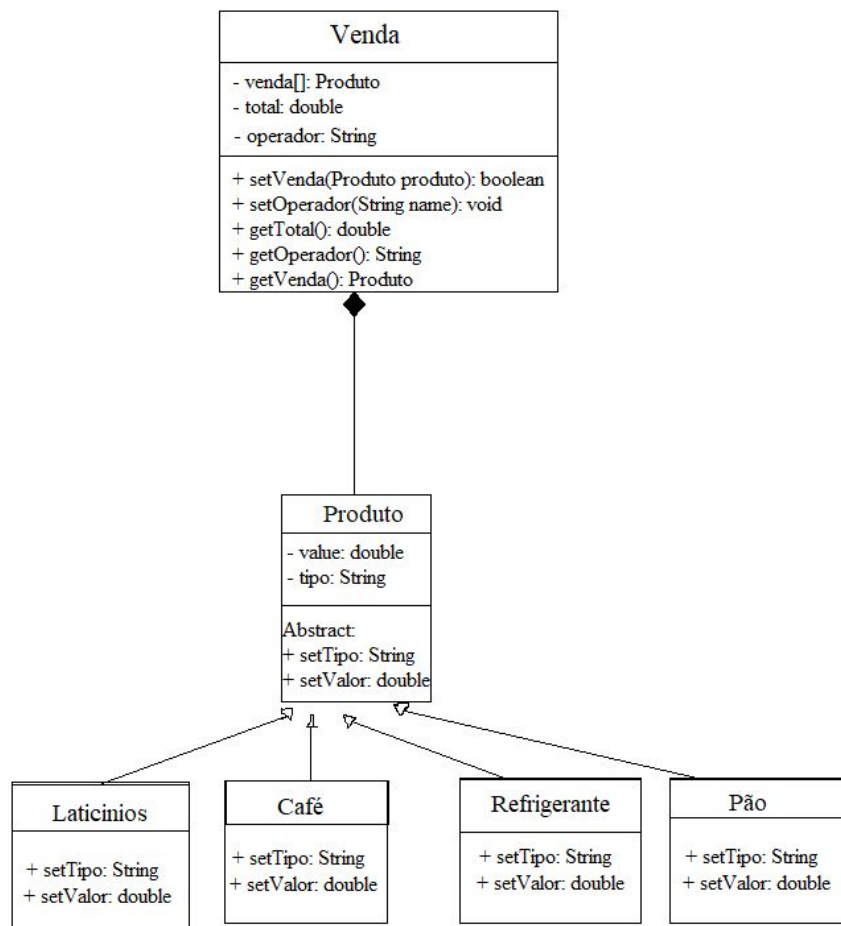 Venda
- venda[]: Produto
- total: double
- operador: String
+ setVenda(Produto produto): boolean
+ setOperador(String name): void
+ getTotal(): double
+ getOperador(): String
+ getVenda(): Produto
Produto
- value: double
- tipo: String
Abstract:
+ setTipo: String
+ setValor: double
Laticinios
+ setTipo: String
+ setValor: double
Café
+ setTipo: String
+ setValor: double
Refrigerante
+ setTipo: String
+ setValor: double
Pão
+ setTipo: String
+ setValor: double